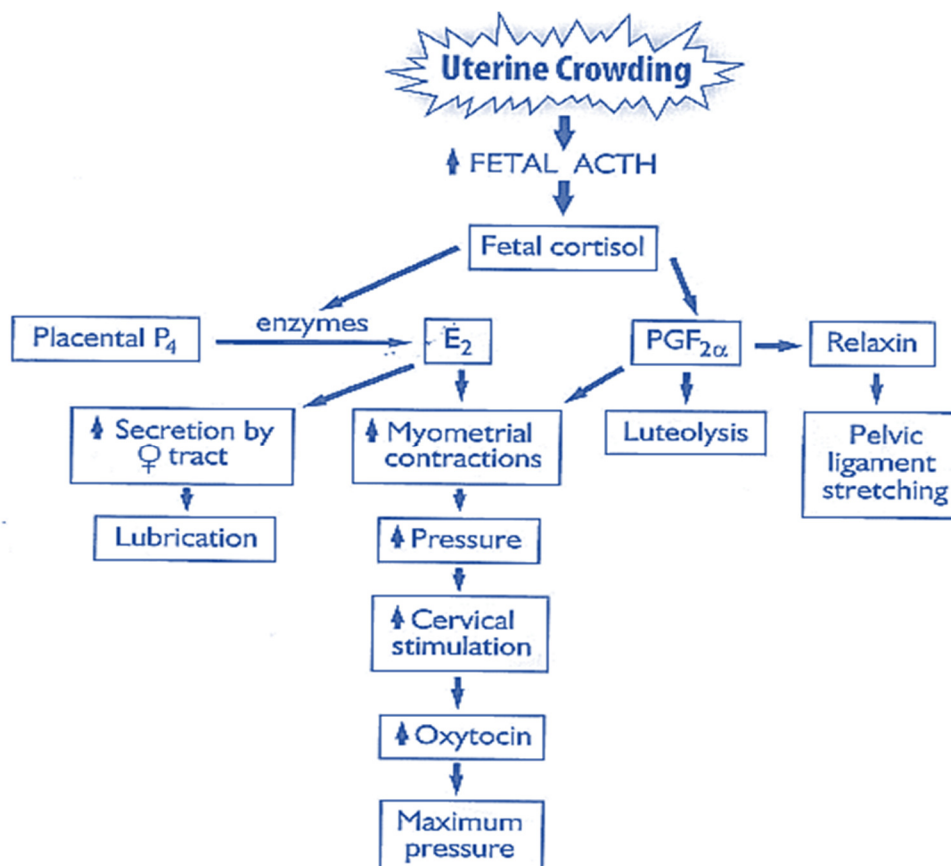 Uterine Crowding
FETAL ACTH
Fetal cortisol
enzymes
Placental P₄
E₂
PGF₂α
Relaxin
Secretion by
♀ tract
Myometrial
contractions
Luteolysis
Pelvic
ligament
stretching
Lubrication
Pressure
Cervical
stimulation
Oxytocin
Maximum
pressure